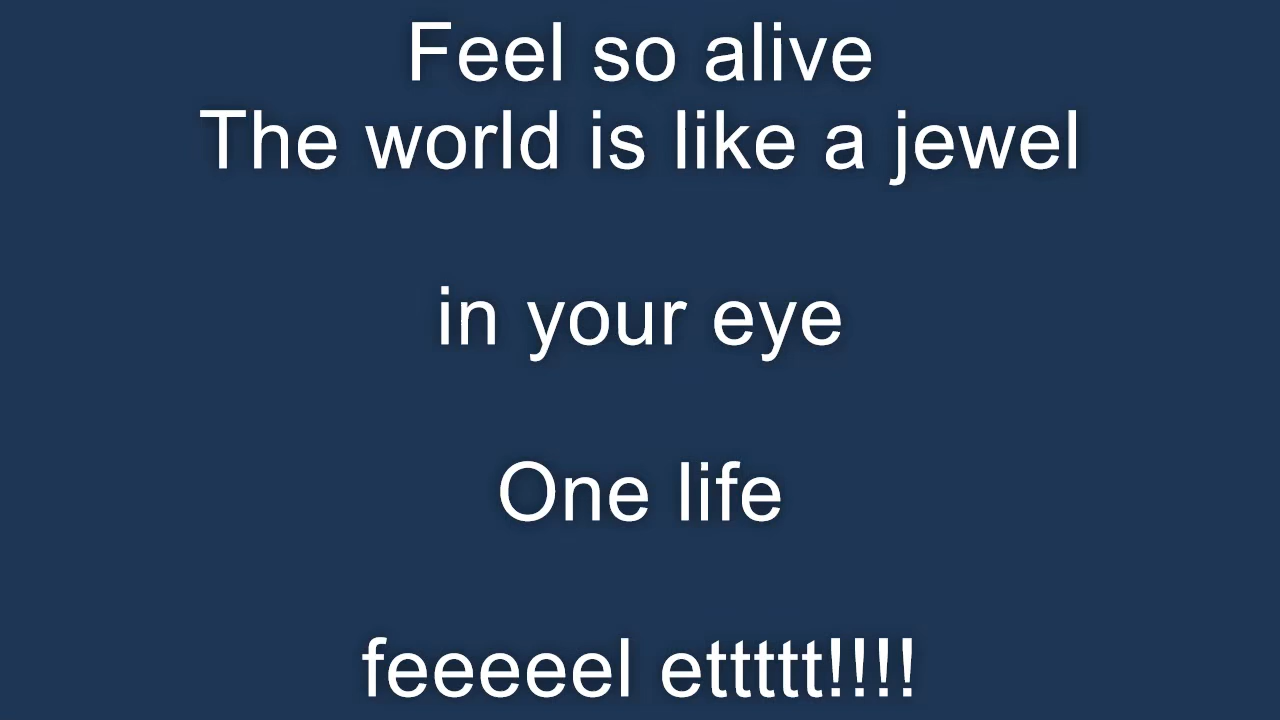 Feel so alive
The world is like a jewel
in your eye
One life
feeeeel ettttt!!!!